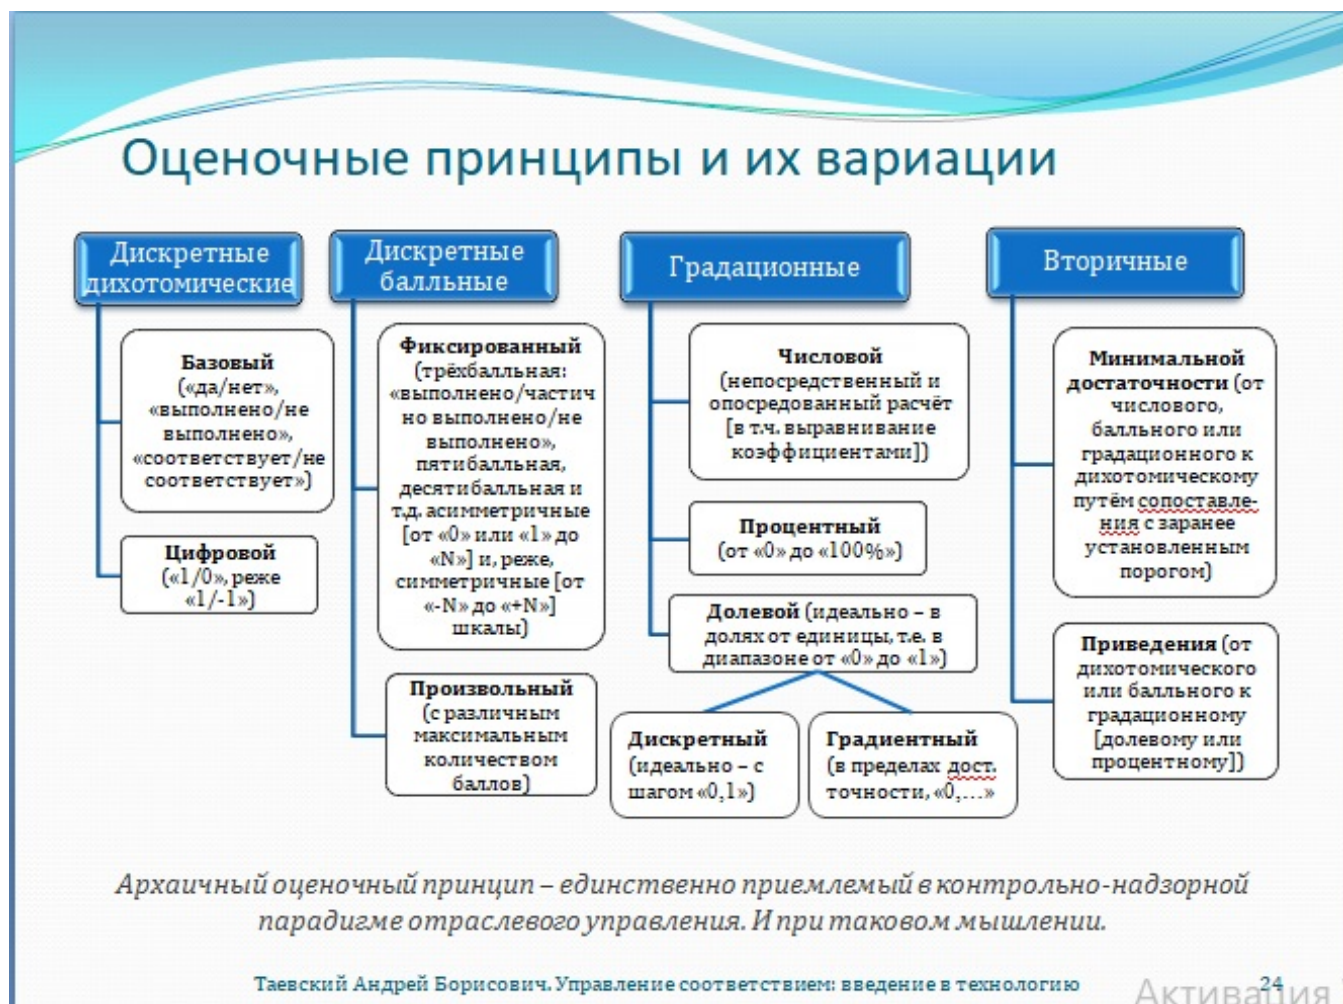 Оценочные принципы и их вариации
Дискретные
дихотомические
Базовый
(«да/нет»,
«выполнено/не
выполнено»,
«соответствует/не
соответствует»)
Цифровой
(«1/0», реже
«1/-1»)
Дискретные
балльные
Фиксированный
(трёхбалльная:
«выполнено/частич
но выполнено/не
выполнено»,
пятибалльная,
десятибалльная и
т.д. асимметричные
[от «0» или «1» до
«N»] и, реже,
симметричные [от
«-N» до «+N»]
шкалы)
Произвольный
(с различным
максимальным
количеством
баллов)
Градационные
Числовой
(непосредственный и
опосредованный расчёт
[в т.ч. выравнивание
коэффициентами])
Процентный
(от «0» до «100%»)
Долевой (идеально – в
долях от единицы, т.е. в
диапазоне от «0» до «1»)
Дискретный
(идеально – с
шагом «0,1»)
Градиентный
(в пределах дост.
точности, «0,…»
Вторичные
Минимальной
достаточности (от
числового,
балльного или
градационного к
дихотомическому
путём сопоставле-
ния с заранее
установленным
порогом)
Приведения (от
дихотомического
или балльного к
градационному
[долевому или
процентному])
Архаичный оценочный принцип – единственно приемлемый в контрольно-надзорной
парадигме отраслевого управления. И при таковом мышлении.
Таевский Андрей Борисович. Управление соответствием: введение в технологию
24
Активация